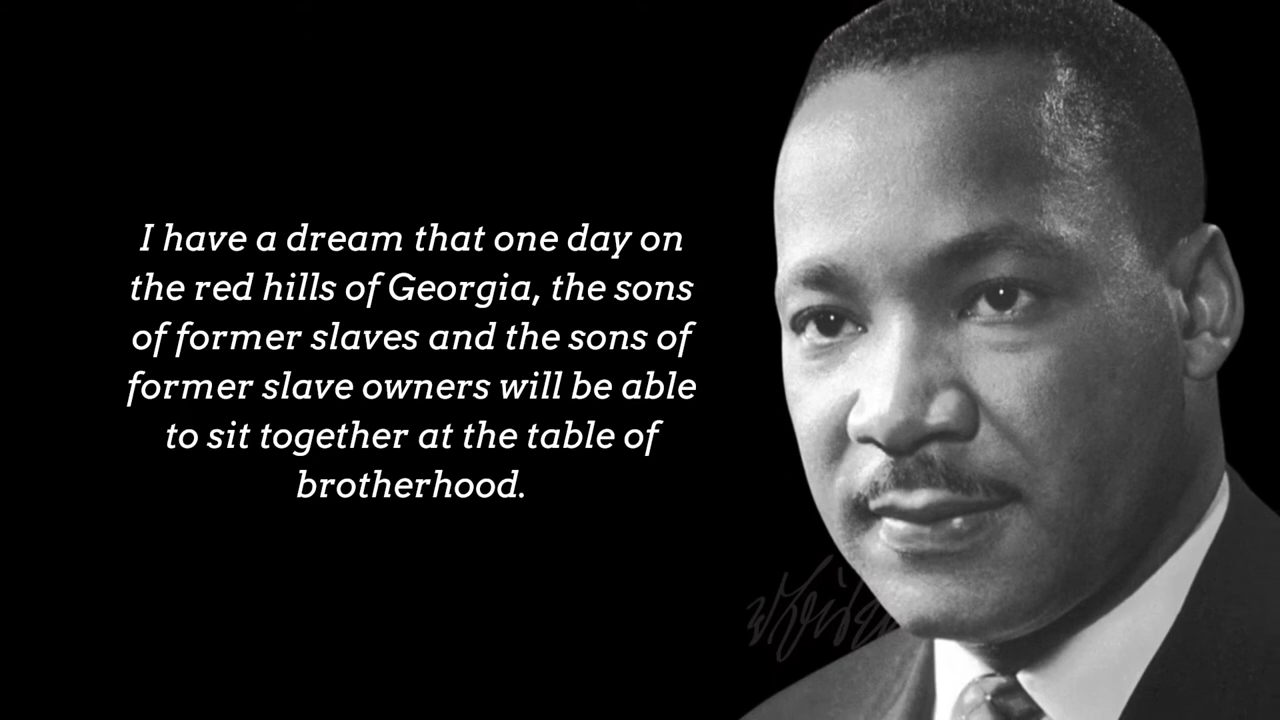 I have a dream that one day on
the red hills of Georgia, the sons
of former slaves and the sons of
former slave owners will be able
to sit together at the table of
brotherhood.